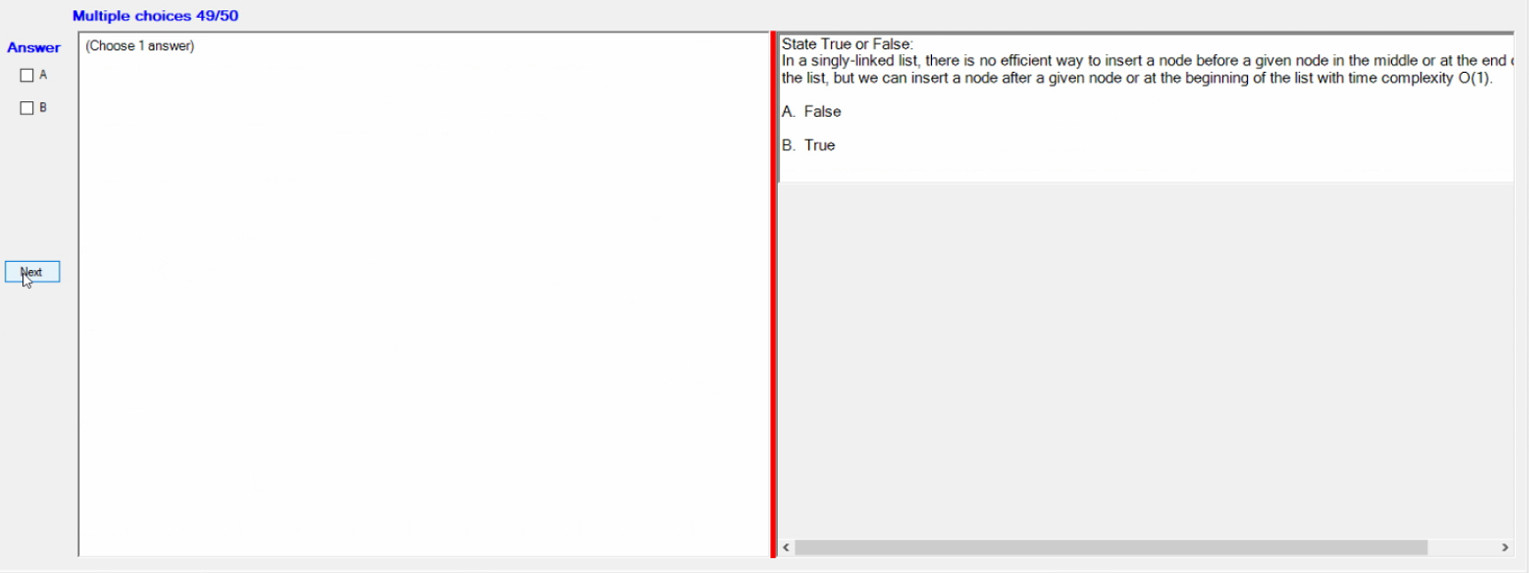 Multiple choices 49/50
Answer
A
B
Next
(Choose 1 answer)
State True or False:
In a singly-linked list, there is no efficient way to insert a node before a given node in the middle or at the end
the list, but we can insert a node after a given node or at the beginning of the list with time complexity O(1).
A. False
B. True